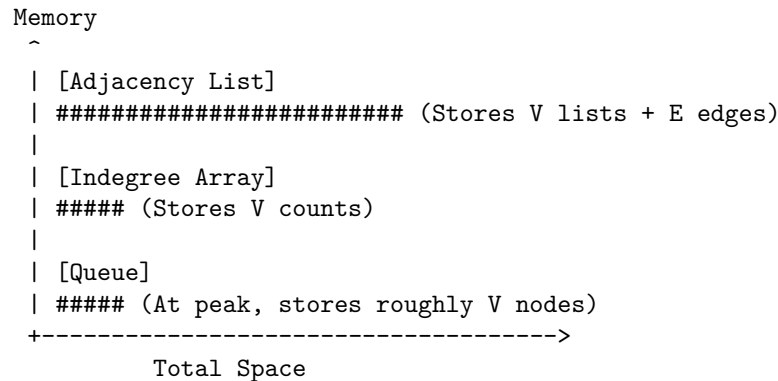 Memory
^
| [Adjacency List]
| ######################### (Stores V lists + E edges)
|
| [Indegree Array]
| ##### (Stores V counts)
|
| [Queue]
| ##### (At peak, stores roughly V nodes)
+------------------------------------->
Total Space